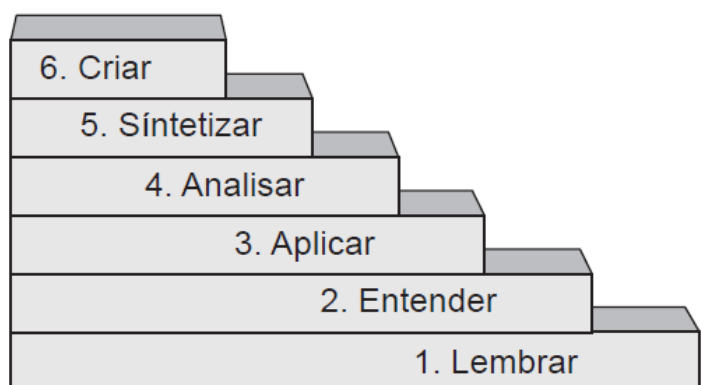 6. Criar
5. Síntetizar
4. Analisar
3. Aplicar
2. Entender
1. Lembrar